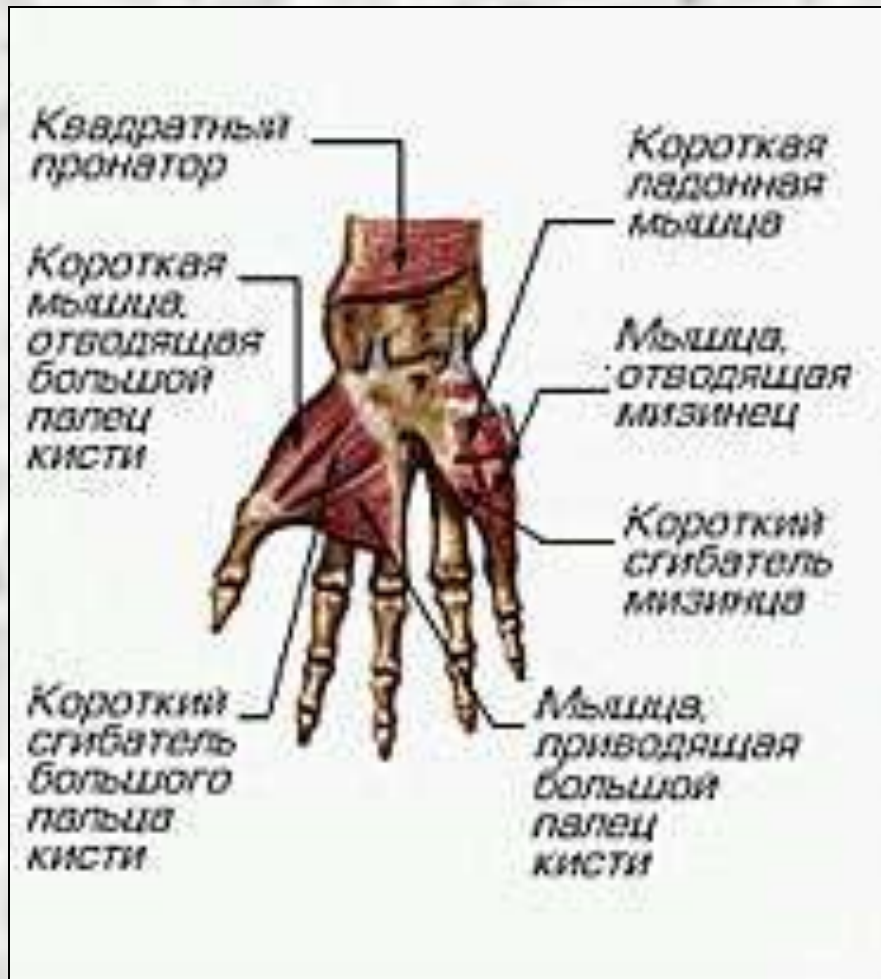 Квадратный
пронатор
Короткая
мышца,
отводящая
большой
палец
кисти
Короткий
сгибатель
большого
пальца
кисти
Короткая
ладонная
мышца
Мышца,
отводящая
мизинец
Короткий
сгибатель
мизинца
Мышца,
приводящая
большой
палец
кисти